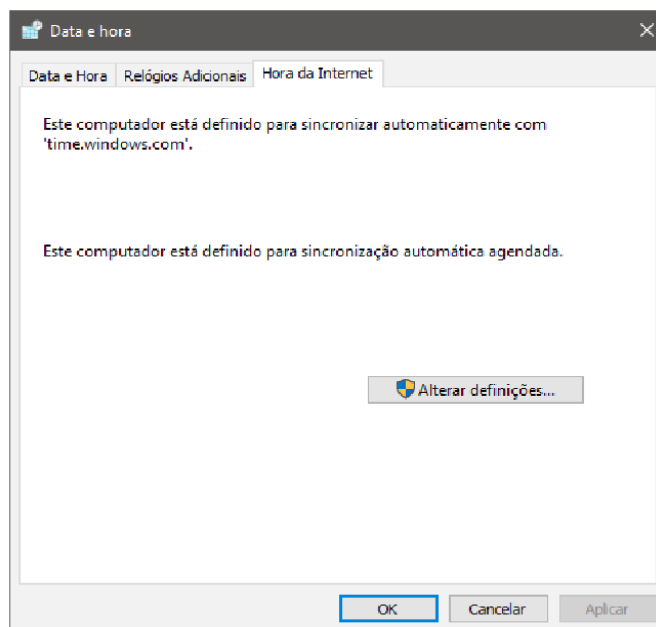 Data e hora
Data e Hora Relógios Adicionais Hora da Internet
Este computador está definido para sincronizar automaticamente com
'time.windows.com'.
Este computador está definido para sincronização automática agendada.
Alterar definições...
OK Cancelar Aplicar